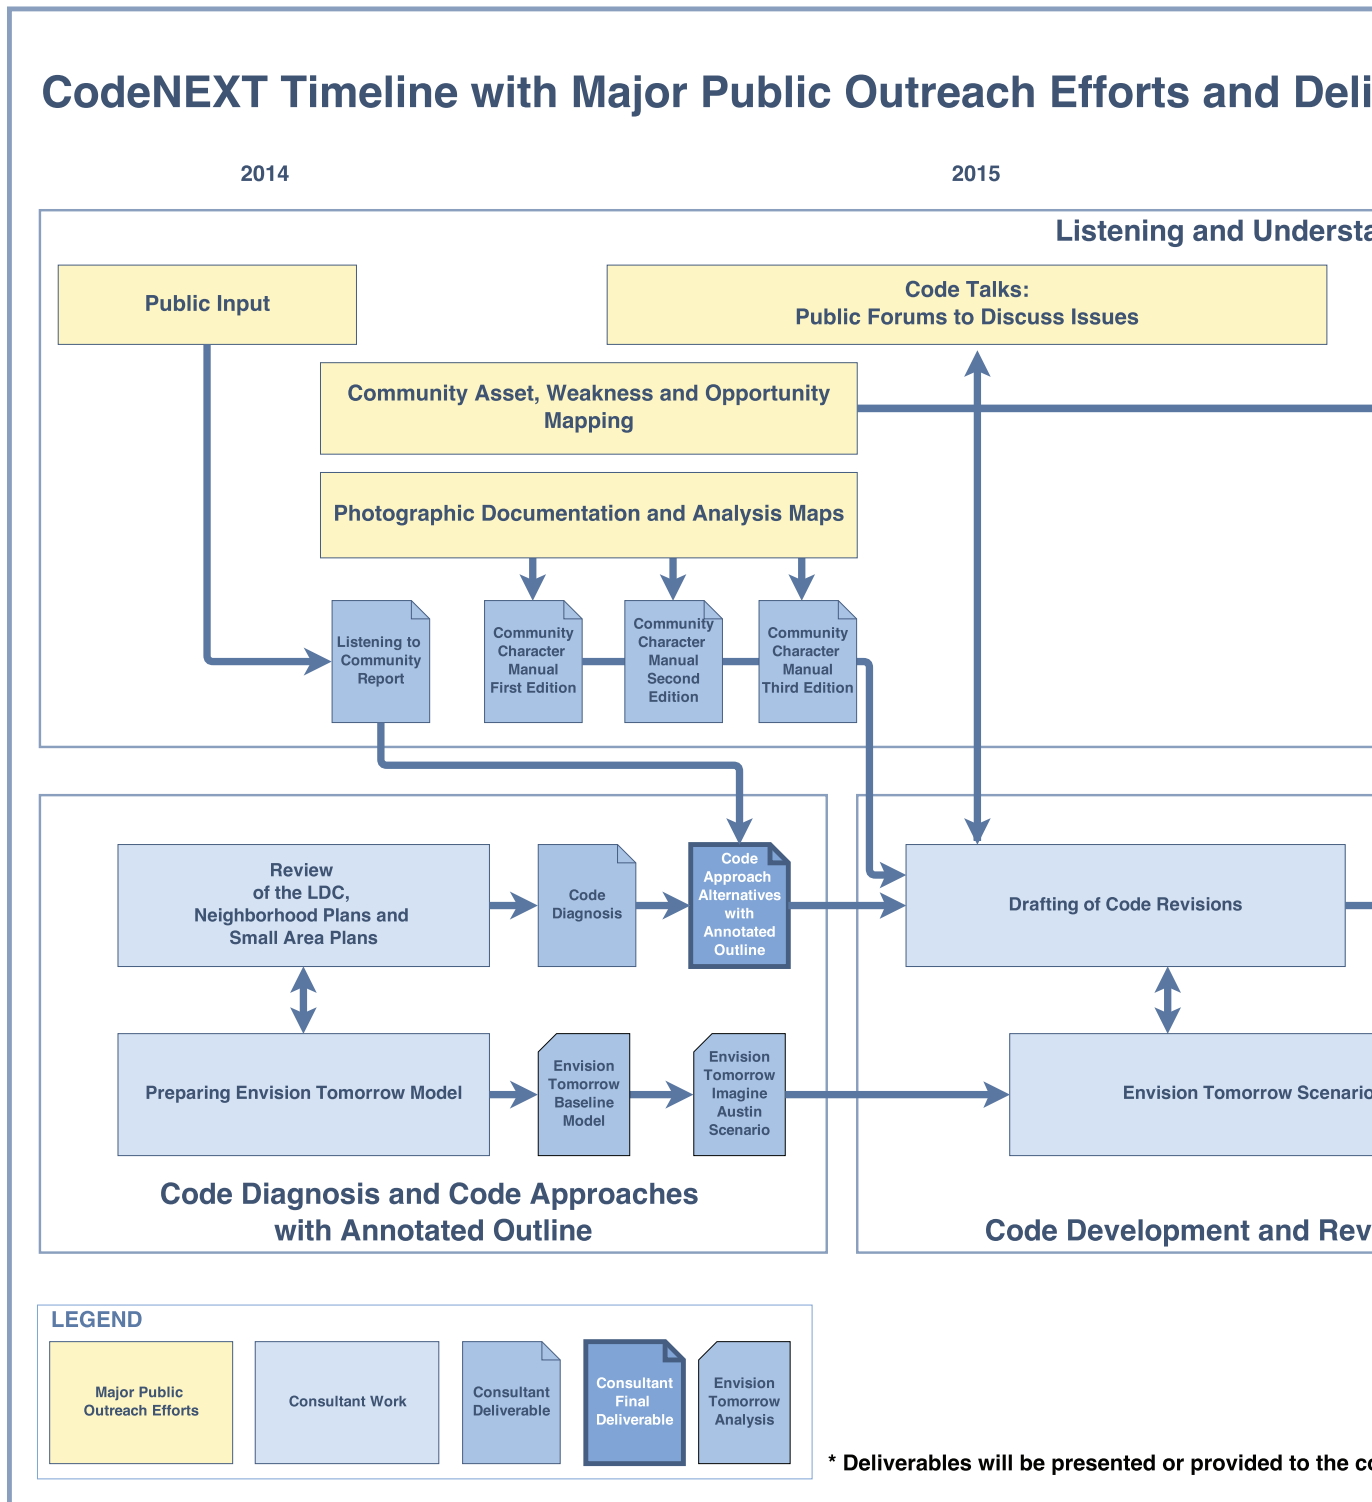 CodeNEXT Timeline with Major Public Outreach Efforts and Deli
2014
2015
Listening and Understa
Public Input
Code Talks:
Public Forums to Discuss Issues
Community Asset, Weakness and Opportunity
Mapping
Photographic Documentation and Analysis Maps
Listening to
Community
Report
Community
Character
Manual
First Edition
Community
Character
Manual
Second
Edition
Community
Character
Manual
Third Edition
Review
of the LDC,
Neighborhood Plans and
Small Area Plans
Code
Diagnosis
Code
Approach
Alternatives
with
Annotated
Outline
Drafting of Code Revisions
Preparing Envision Tomorrow Model
Envision
Tomorrow
Baseline
Model
Envision
Tomorrow
Imagine
Austin
Scenario
Envision Tomorrow Scenario
Code Diagnosis and Code Approaches
with Annotated Outline
Code Development and Rev
LEGEND
Major Public
Outreach Efforts
Consultant Work
Consultant
Deliverable
Consultant
Final
Deliverable
Envision
Tomorrow
Analysis
* Deliverables will be presented or provided to the co